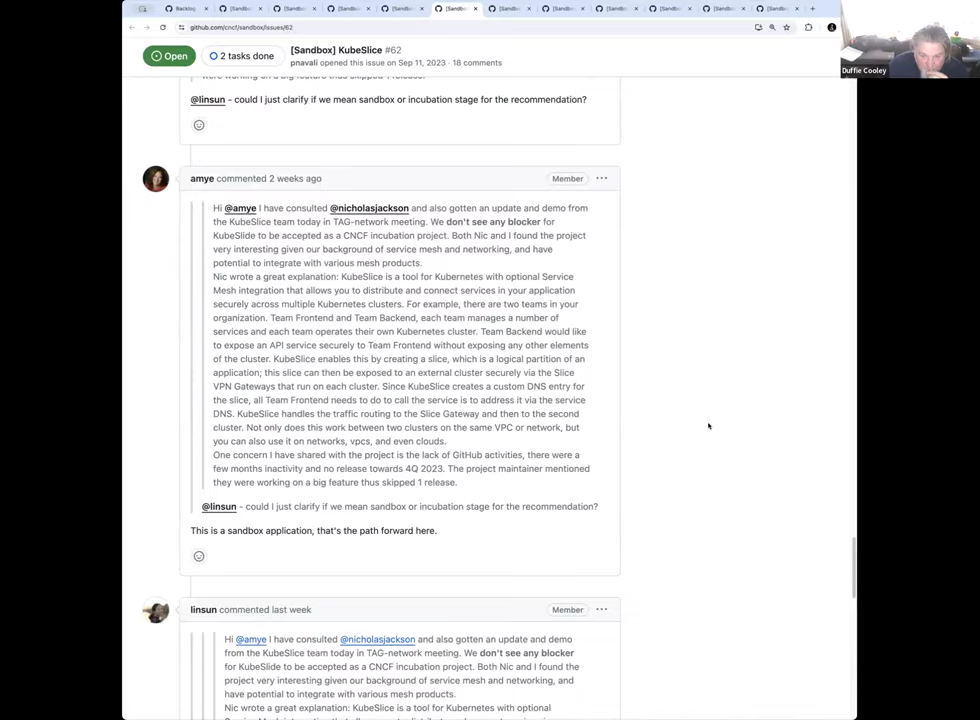 Backlog
[Sandb
[Sandb
[Sandb
[Sandb
[Sandb
[Sandb
[Sandb
[Sandb
[Sandb
[Sandb
[Sandb
github.com/cncf/sandbox/issues/62
Open
2 tasks done
[Sandbox] KubeSlice #62
pnavali opened this issue on Sep 11, 2023 · 18 comments
Duffie Cooley
were working on a big feature thus skipped 1 release.
@linsun - could I just clarify if we mean sandbox or incubation stage for the recommendation?
amye commented 2 weeks ago
Member
Hi @amye I have consulted @nicholasjackson and also gotten an update and demo from
the KubeSlice team today in TAG-network meeting. We don't see any blocker for
KubeSlide to be accepted as a CNCF incubation project. Both Nic and I found the project
very interesting given our background of service mesh and networking, and have
potential to integrate with various mesh products.
Nic wrote a great explanation: KubeSlice is a tool for Kubernetes with optional Service
Mesh integration that allows you to distribute and connect services in your application
securely across multiple Kubernetes clusters. For example, there are two teams in your
organization. Team Frontend and Team Backend, each team manages a number of
services and each team operates their own Kubernetes cluster. Team Backend would like
to expose an API service securely to Team Frontend without exposing any other elements
of the cluster. KubeSlice enables this by creating a slice, which is a logical partition of an
application; this slice can then be exposed to an external cluster securely via the Slice
VPN Gateways that run on each cluster. Since KubeSlice creates a custom DNS entry for
the slice, all Team Frontend needs to do to call the service is to address it via the service
DNS. KubeSlice handles the traffic routing to the Slice Gateway and then to the second
cluster. Not only does this work between two clusters on the same VPC or network, but
you can also use it on networks, vpcs, and even clouds.
One concern I have shared with the project is the lack of GitHub activities, there were a
few months inactivity and no release towards 4Q 2023. The project maintainer mentioned
they were working on a big feature thus skipped 1 release.
@linsun - could I just clarify if we mean sandbox or incubation stage for the recommendation?
This is a sandbox application, that's the path forward here.
linsun commented last week
Member
Hi @amye I have consulted @nicholasjackson and also gotten an update and demo
from the KubeSlice team today in TAG-network meeting. We don't see any blocker
for KubeSlide to be accepted as a CNCF incubation project. Both Nic and I found the
project very interesting given our background of service mesh and networking, and
have potential to integrate with various mesh products.
Nic wrote a great explanation: KubeSlice is a tool for Kubernetes with optional